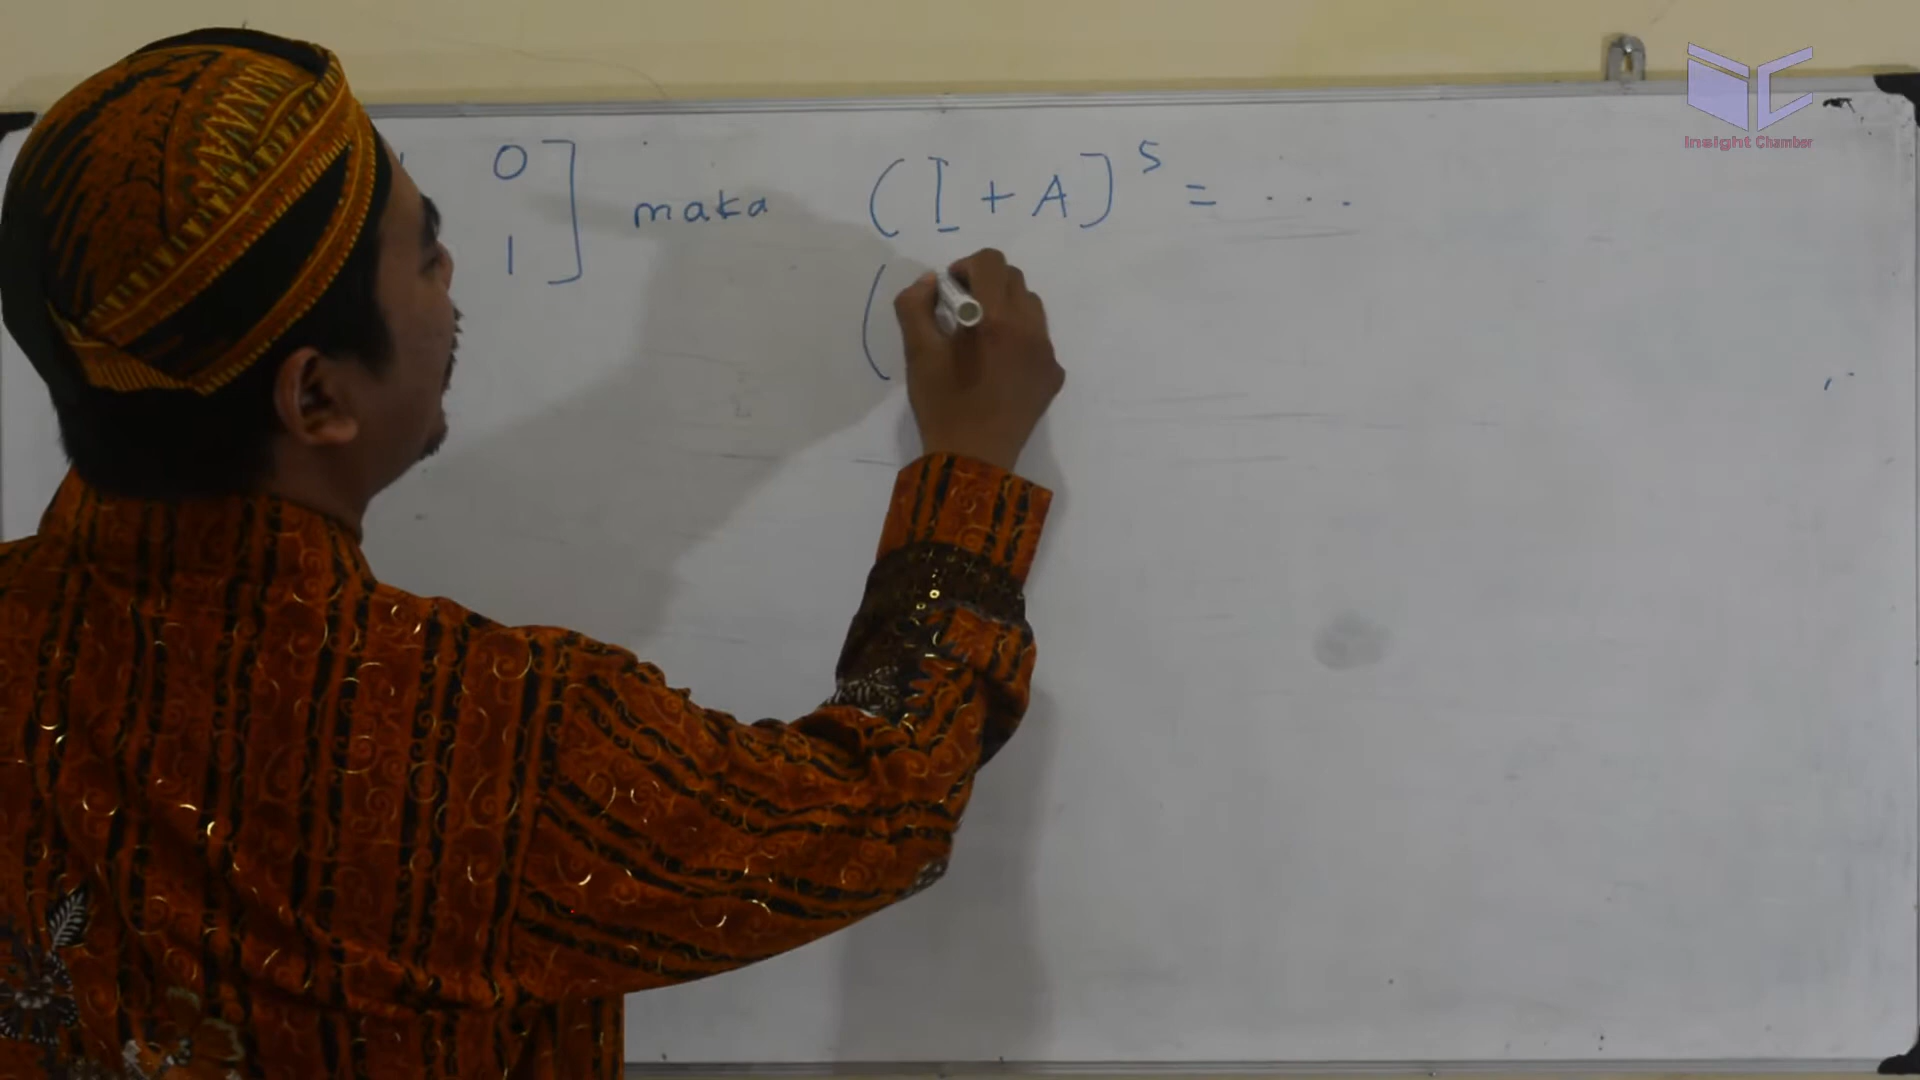 0
1 ] maka ( I + A )⁵ = ...
(
Insight Chamber